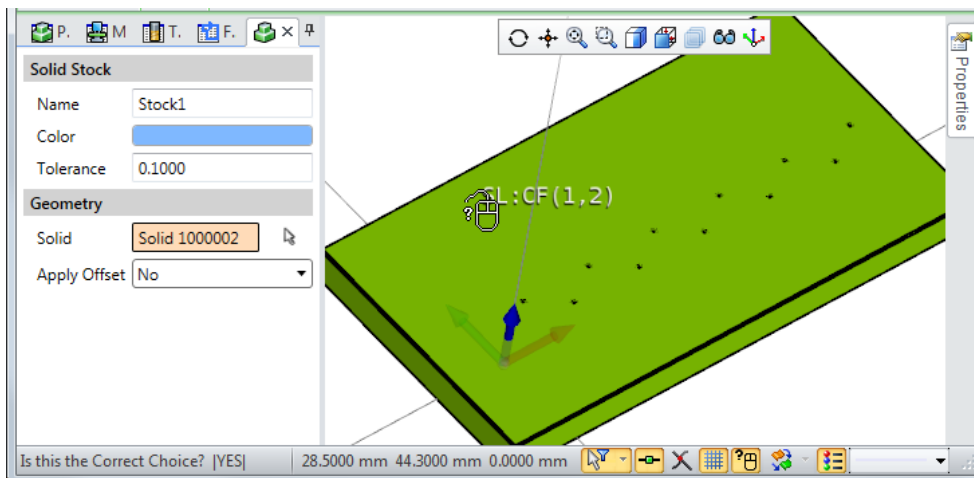 P. M T. F.
Solid Stock
Name Stock1
Color
Tolerance 0.1000
Geometry
Solid Solid 1000002
Apply Offset No
SL:CF(1,2)
?
Properties
Is this the Correct Choice? |YES| 28.5000 mm 44.3000 mm 0.0000 mm ?